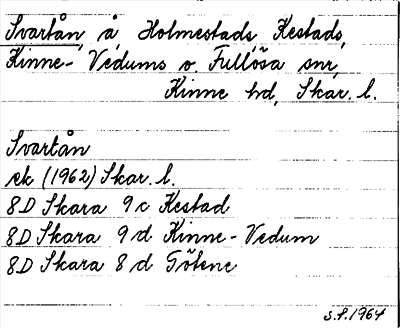 Svartån, å, Holmestads, Kestads,
Kinne-Vedums o. Fullösa snr,
Kinne hd, Skar. l.
Svartån
ek (1962) Skar. l.
8D Skara 9c Kestad
8D Skara 9d Kinne-Vedum
8D Skara 8d Götene
s.f. 1964